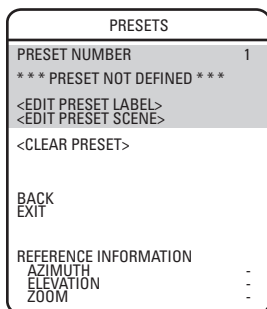 PRESETS
PRESET NUMBER 1
* * * PRESET NOT DEFINED * * *
<EDIT PRESET LABEL>
<EDIT PRESET SCENE>
<CLEAR PRESET>
BACK
EXIT
REFERENCE INFORMATION
AZIMUTH -
ELEVATION -
ZOOM -